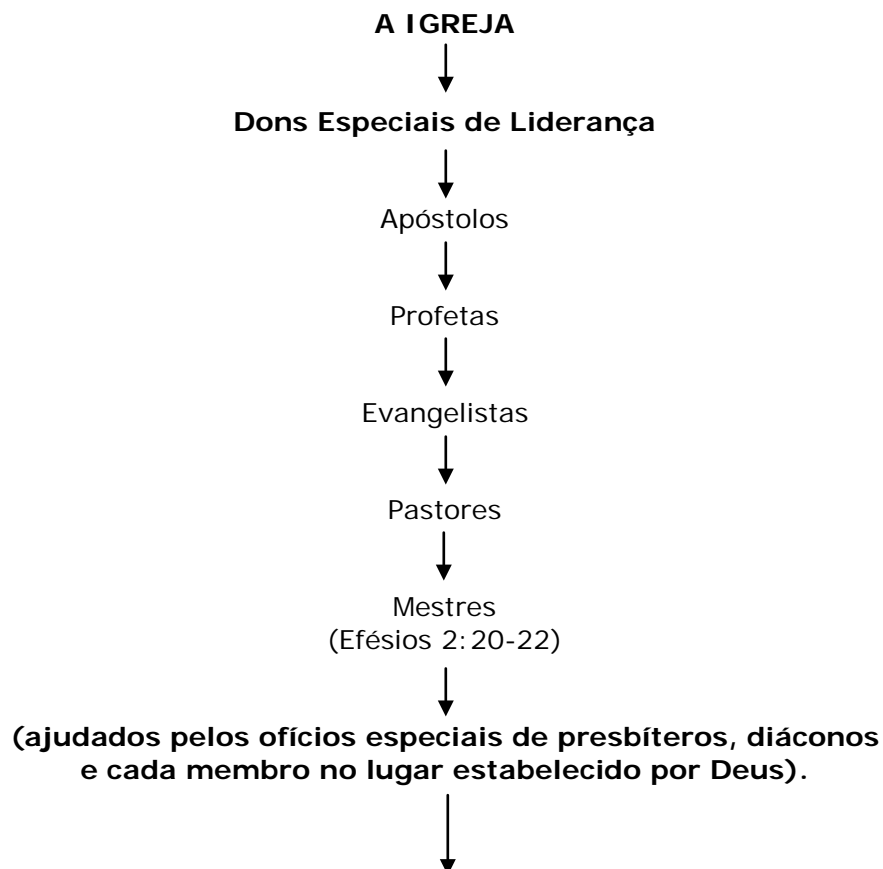 A IGREJA
Dons Especiais de Liderança
Apóstolos
Profetas
Evangelistas
Pastores
Mestres
(Efésios 2:20-22)
(ajudados pelos ofícios especiais de presbíteros, diáconos
e cada membro no lugar estabelecido por Deus).